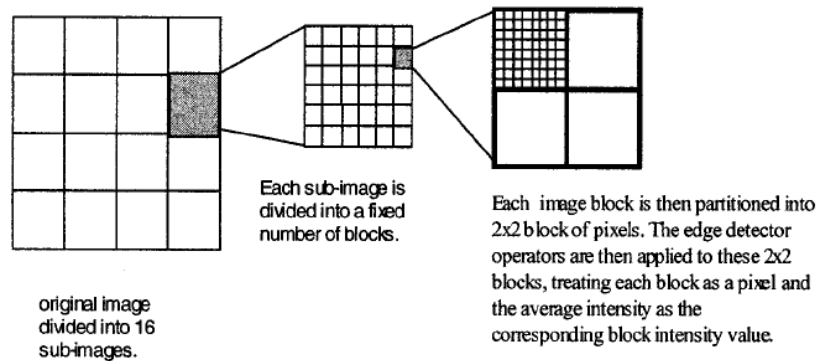 original image
divided into 16
sub-images.
Each sub-image is
divided into a fixed
number of blocks.
Each image block is then partitioned into
2x2 block of pixels. The edge detector
operators are then applied to these 2x2
blocks, treating each block as a pixel and
the average intensity as the
corresponding block intensity value.